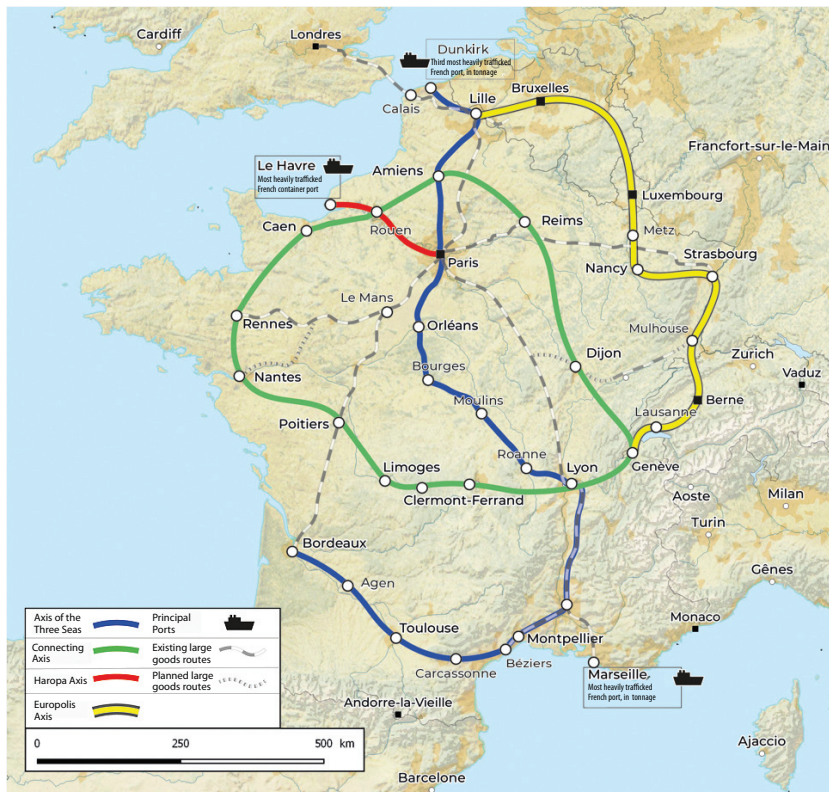 Cardiff
Londres
Dunkirk
Third most heavily trafficked
French port, in tonnage
Calais
Lille
Bruxelles
Francfort-sur-le-Main
Le Havre
Most heavily trafficked
French container port
Amiens
Luxembourg
Caen
Rouen
Reims
Metz
Paris
Nancy
Strasbourg
Le Mans
Rennes
Orléans
Mulhouse
Nantes
Bourges
Dijon
Zurich
Vaduz
Moulins
Berne
Lausanne
Poitiers
Roanne
Limoges
Lyon
Genève
Clermont-Ferrand
Aoste
Milan
Turin
Bordeaux
Gênes
Agen
Toulouse
Montpellier
Monaco
Carcassonne
Béziers
Marseille
Most heavily trafficked
French port, in tonnage
Andorre-la-Vieille
Ajaccio
Barcelone
Axis of the
Three Seas
Principal
Ports
Connecting
Axis
Existing large
goods routes
Haropa Axis
Planned large
goods routes
Europolis
Axis
0 250 500 km